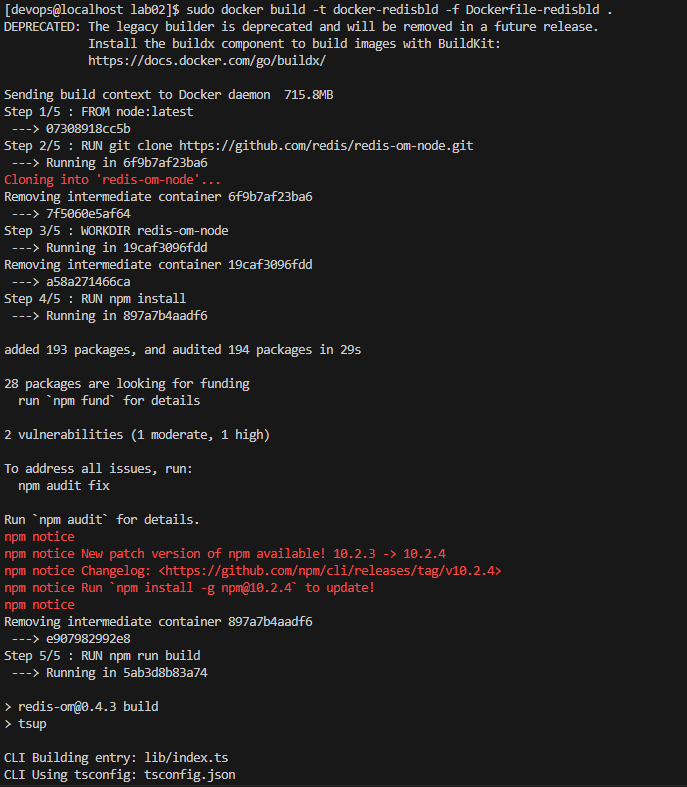 [devops@localhost lab02]$ sudo docker build -t docker-redisbld -f Dockerfile-redisbld .
DEPRECATED: The legacy builder is deprecated and will be removed in a future release.
Install the buildx component to build images with BuildKit:
https://docs.docker.com/go/buildx/
Sending build context to Docker daemon  715.8MB
Step 1/5 : FROM node:latest
---> 07308918cc5b
Step 2/5 : RUN git clone https://github.com/redis/redis-om-node.git
---> Running in 6f9b7af23ba6
Cloning into 'redis-om-node'...
Removing intermediate container 6f9b7af23ba6
---> 7f5060e5af64
Step 3/5 : WORKDIR redis-om-node
---> Running in 19caf3096fdd
Removing intermediate container 19caf3096fdd
---> a58a271466ca
Step 4/5 : RUN npm install
---> Running in 897a7b4aadf6
added 193 packages, and audited 194 packages in 29s
28 packages are looking for funding
run `npm fund` for details
2 vulnerabilities (1 moderate, 1 high)
To address all issues, run:
npm audit fix
Run `npm audit` for details.
npm notice
npm notice New patch version of npm available! 10.2.3 -> 10.2.4
npm notice Changelog: <https://github.com/npm/cli/releases/tag/v10.2.4>
npm notice Run `npm install -g npm@10.2.4` to update!
npm notice
Removing intermediate container 897a7b4aadf6
---> e907982992e8
Step 5/5 : RUN npm run build
---> Running in 5ab3d8b83a74
> redis-om@0.4.3 build
> tsup
CLI Building entry: lib/index.ts
CLI Using tsconfig: tsconfig.json